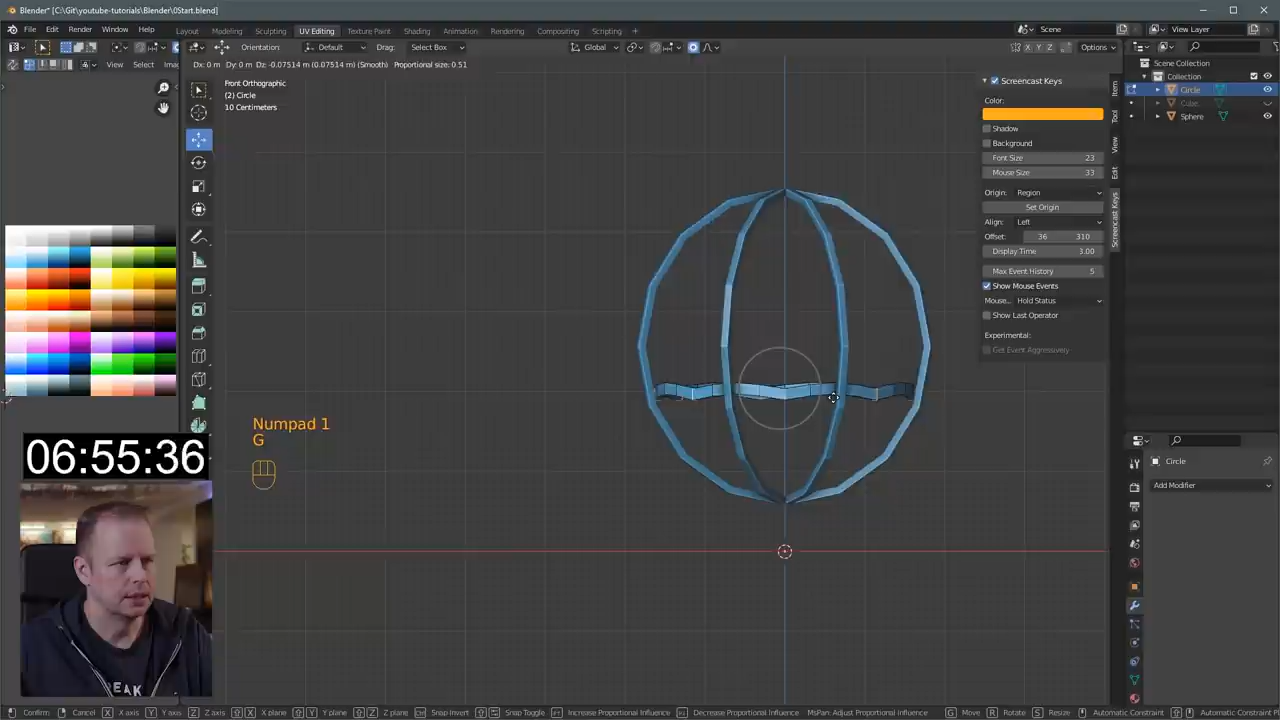 Blender* [C:\Git\youtube-tutorials\Blender\0Start.blend]
File Edit Render Window Help Layout Modeling Sculpting UV Editing Texture Paint Shading Animation Rendering Compositing Scripting Scene View Layer
Orientation: Default Drag: Select Box Global X Y Z Options
View Select
Dx: 0 m Dy: 0 m Dz: -0.07514 m (0.07514 m) (Smooth) Proportional size: 0.51
Front Orthographic
(2) Circle
10 Centimeters
Scene Collection
Collection
Circle
Cube
Sphere
Screencast Keys
Color:
Shadow
Background
Font Size 23
Mouse Size 33
Origin: Region
Set Origin
Align: Left
Offset: 36 310
Display Time 3.00
Max Event History 5
Show Mouse Events
Mouse... Hold Status
Show Last Operator
Experimental:
Get Event Aggressively
Item
Tool
View
Edit
Screencast Keys
Numpad 1
G
06:55:36
Circle
Add Modifier
Confirm Cancel X X axis Y Y axis Z Z axis X X plane Y Y plane Z Z plane Snap Invert Snap Toggle Increase Proportional Influence Decrease Proportional Influence MsPan: Adjust Proportional Influence G Move R Rotate S Resize Automatic Constraint Automatic Constraint